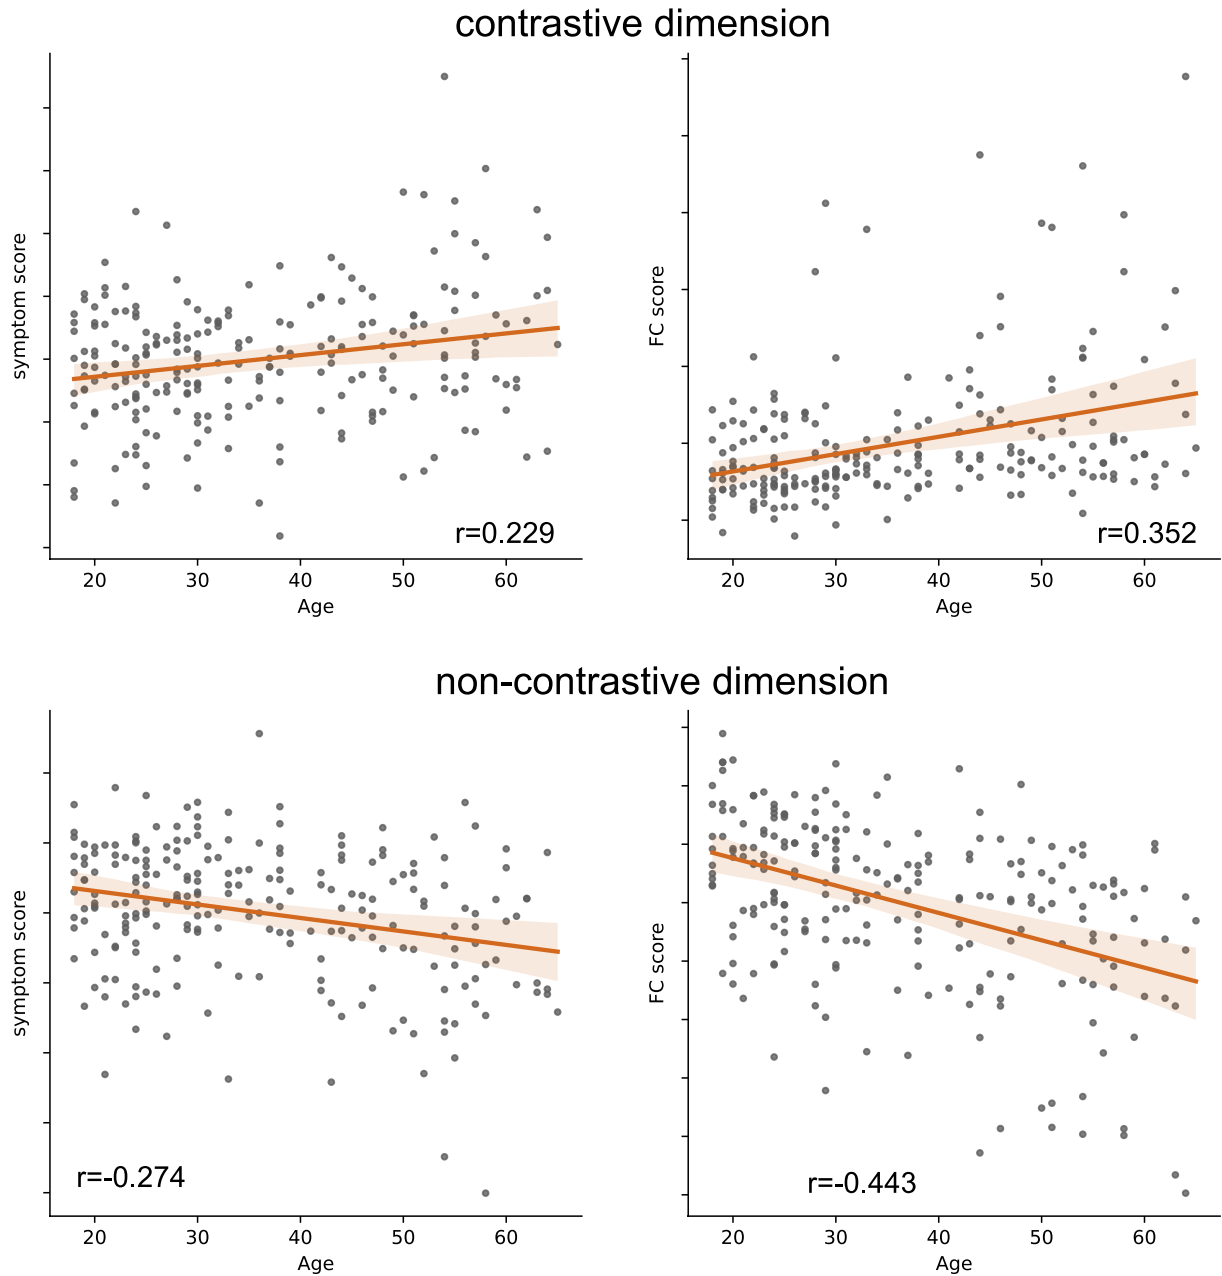 contrastive dimension
symptom score
r=0.229
20 30 40 50 60
Age
FC score
r=0.352
20 30 40 50 60
Age
non-contrastive dimension
symptom score
r=-0.274
20 30 40 50 60
Age
FC score
r=-0.443
20 30 40 50 60
Age